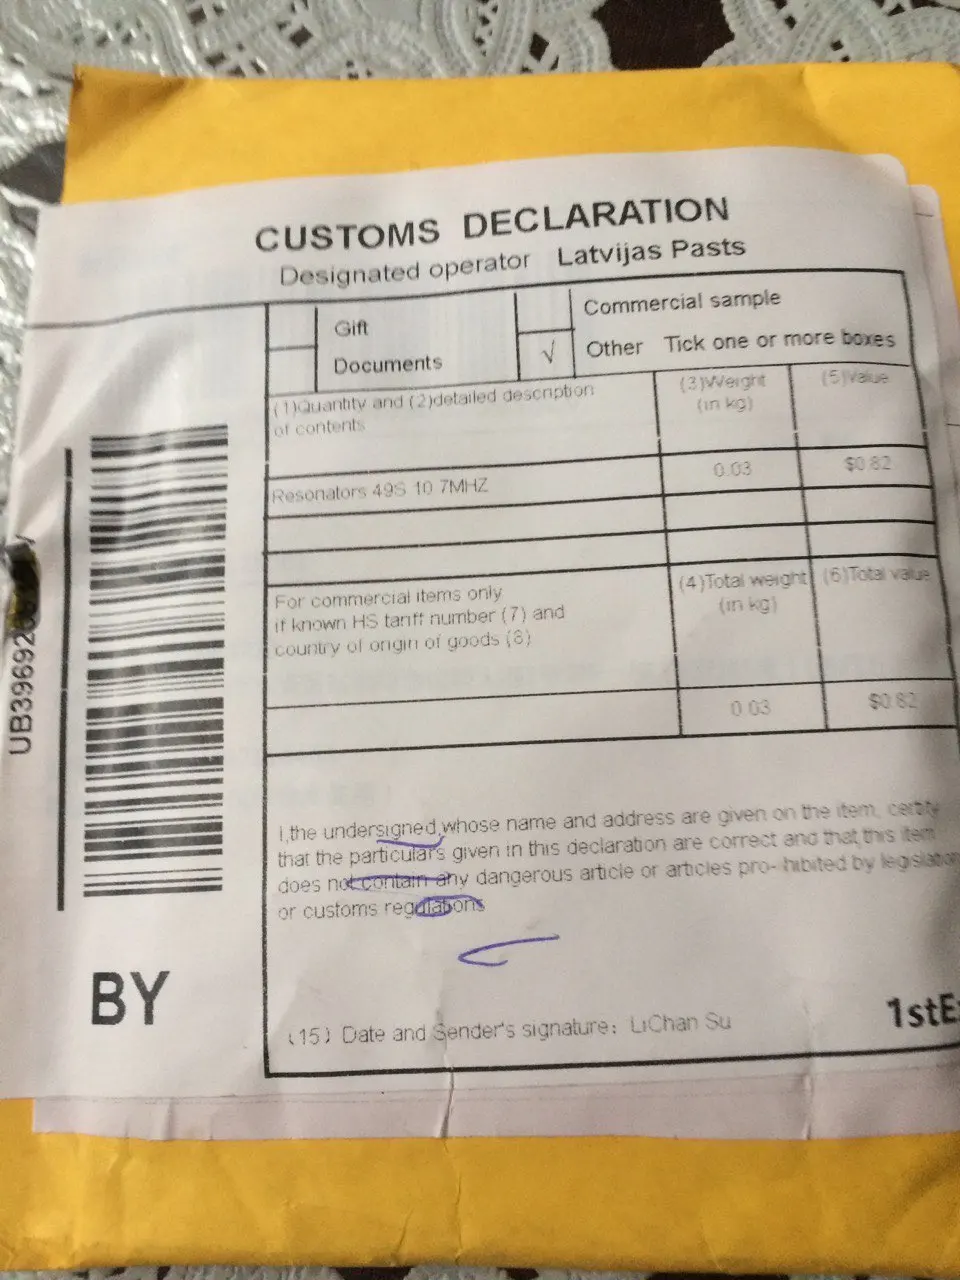 CUSTOMS DECLARATION
Designated operator Latvijas Pasts
Gift
Commercial sample
Documents
√ Other Tick one or more boxes
(1)Quantity and (2)detailed description
of contents
(3)Weight
(in kg)
(5)Value
Resonators 49S 10 7MHZ
0.03
$0.82
For commercial items only
if known HS tariff number (7) and
country of origin of goods (8)
(4)Total weight
(in kg)
(6)Total value
0 03
$0.82
I,the undersigned,whose name and address are given on the item, certify
that the particulars given in this declaration are correct and that,this item
does not contain any dangerous article or articles pro-hibited by legislation
or customs regulations
(15) Date and Sender's signature: LiChan Su
1stE
BY